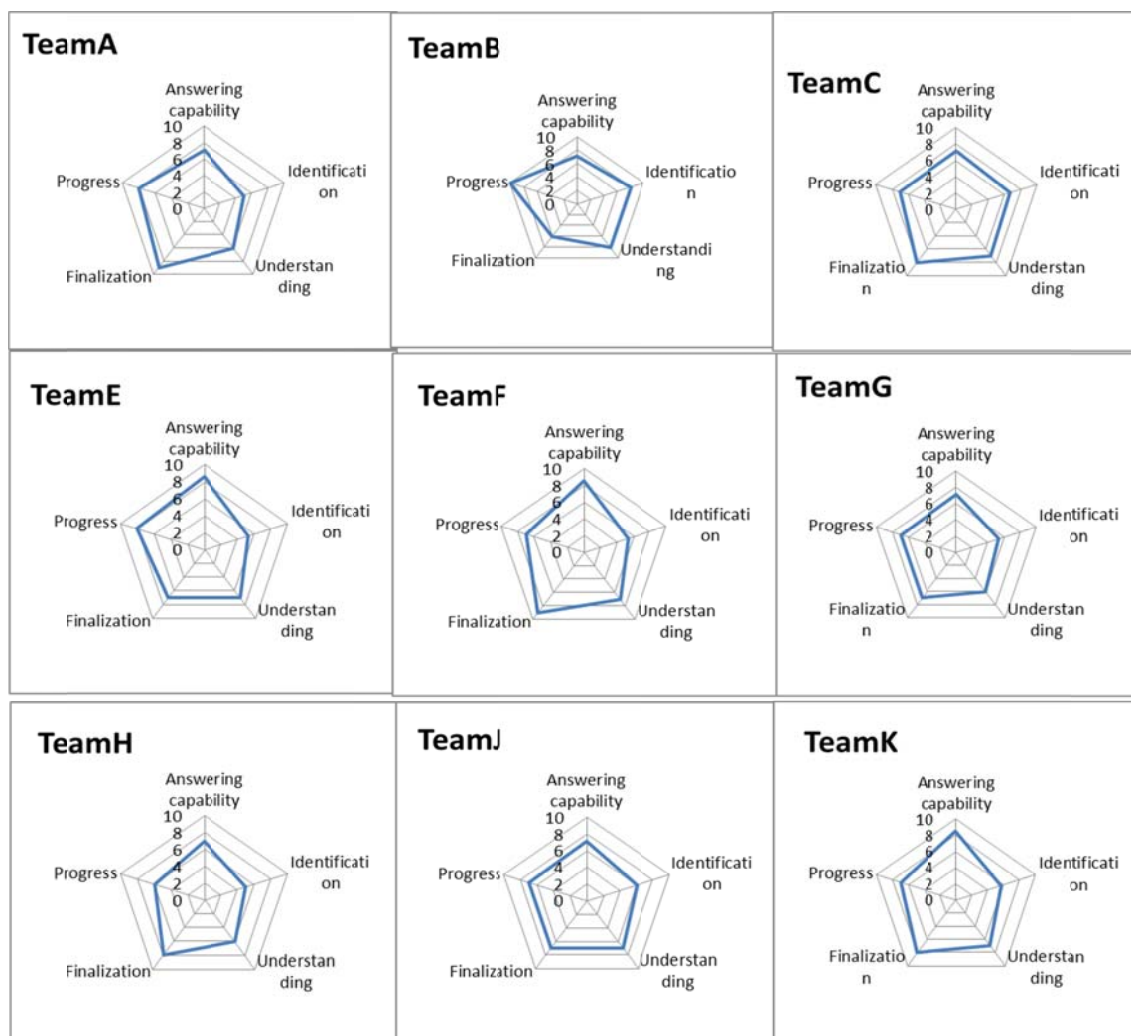 TeamA
Answering
capability
10
8
6
4
2
0
Identificati
on
Understan
ding
Finalization
Progress
TeamB
Answering
capability
10
8
6
4
2
0
Identificatio
n
Understandi
ng
Finalization
Progress
TeamC
Answering
capability
10
8
6
4
2
0
Identificati
on
Understan
ding
Finalizatio
n
Progress
TeamE
Answering
capability
10
8
6
4
2
0
Identificati
on
Understan
ding
Finalization
Progress
TeamF
Answering
capability
10
8
6
4
2
0
Identificati
on
Understan
ding
Finalization
Progress
TeamG
Answering
capability
10
8
6
4
2
0
Identificati
on
Understan
ding
Finalizatio
n
Progress
TeamH
Answering
capability
10
8
6
4
2
0
Identificati
on
Understan
ding
Finalization
Progress
TeamJ
Answering
capability
10
8
6
4
2
0
Identificati
on
Understan
ding
Finalization
Progress
TeamK
Answering
capability
10
8
6
4
2
0
Identificati
on
Understan
ding
Finalizatio
n
Progress